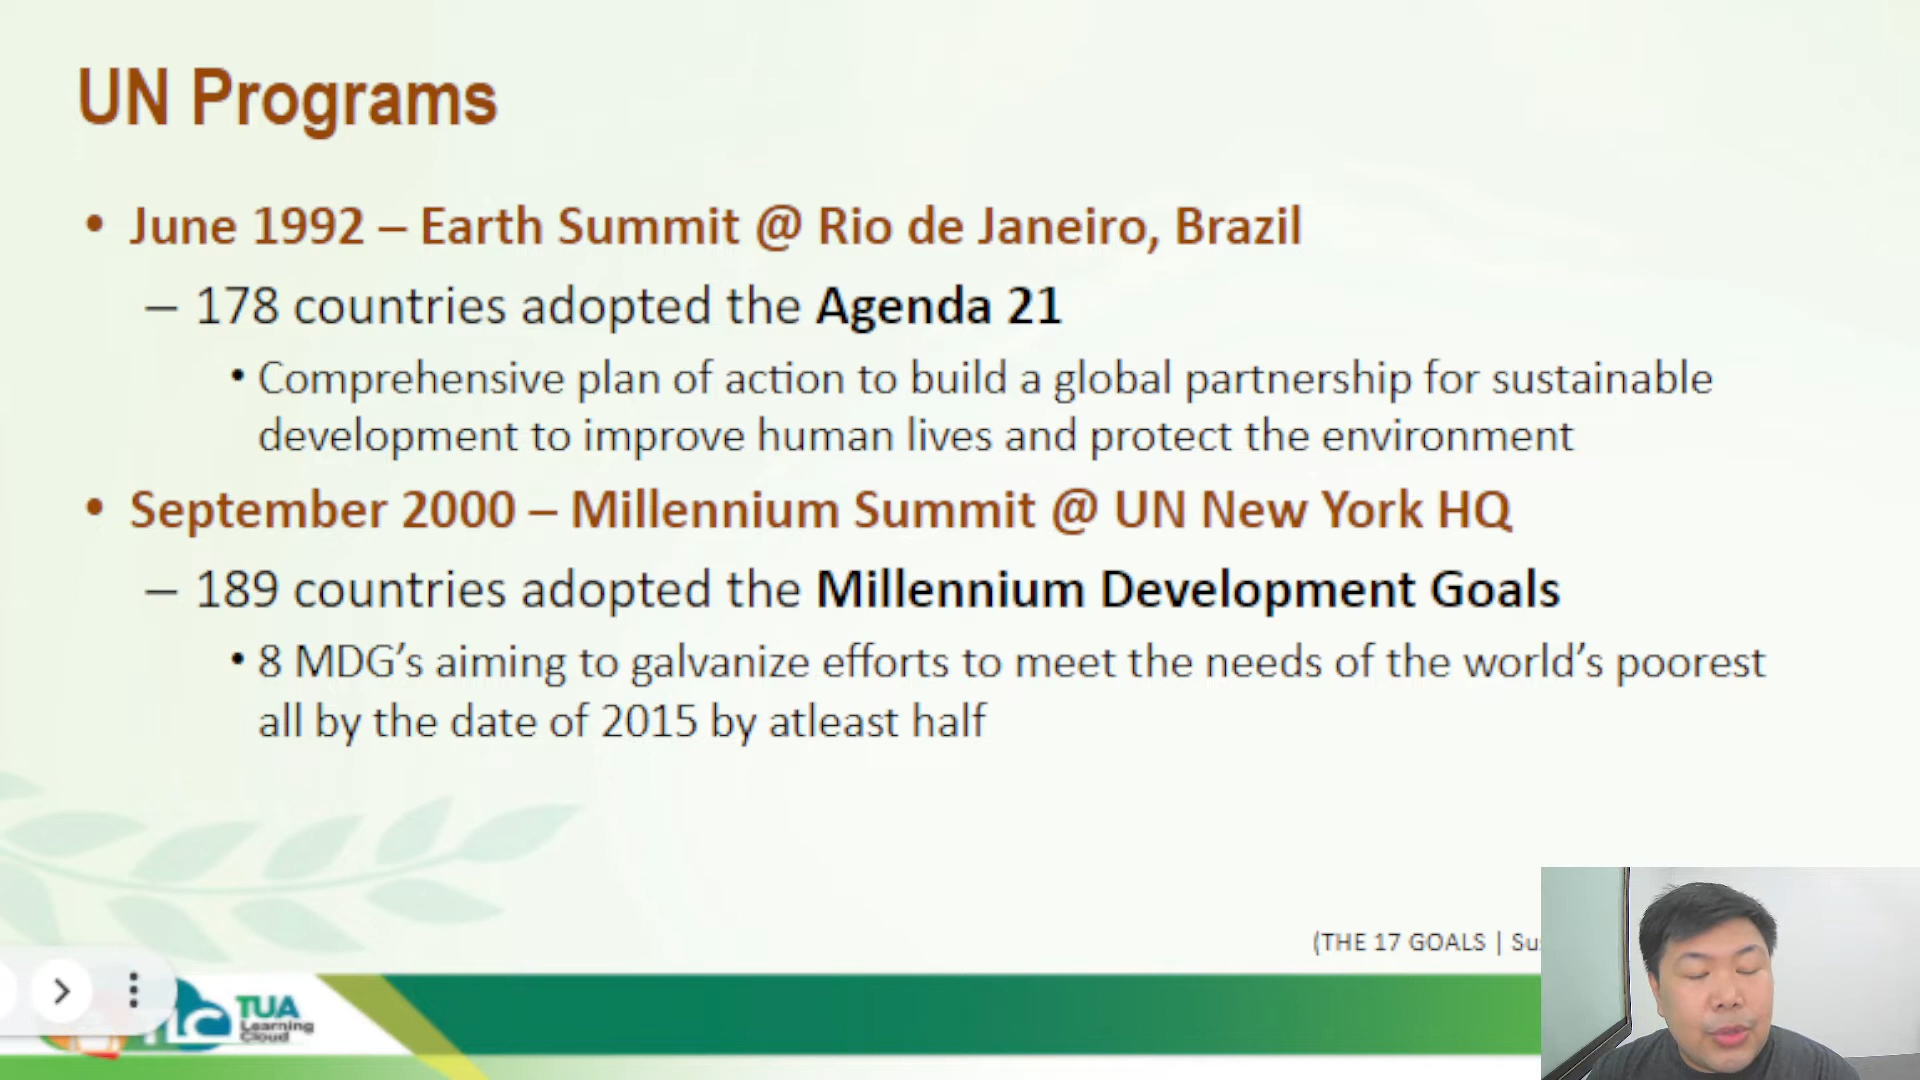 UN Programs
• June 1992 – Earth Summit @ Rio de Janeiro, Brazil
– 178 countries adopted the Agenda 21
• Comprehensive plan of action to build a global partnership for sustainable
development to improve human lives and protect the environment
• September 2000 – Millennium Summit @ UN New York HQ
– 189 countries adopted the Millennium Development Goals
• 8 MDG’s aiming to galvanize efforts to meet the needs of the world’s poorest
all by the date of 2015 by atleast half
(THE 17 GOALS |
TUA
Learning
Cloud